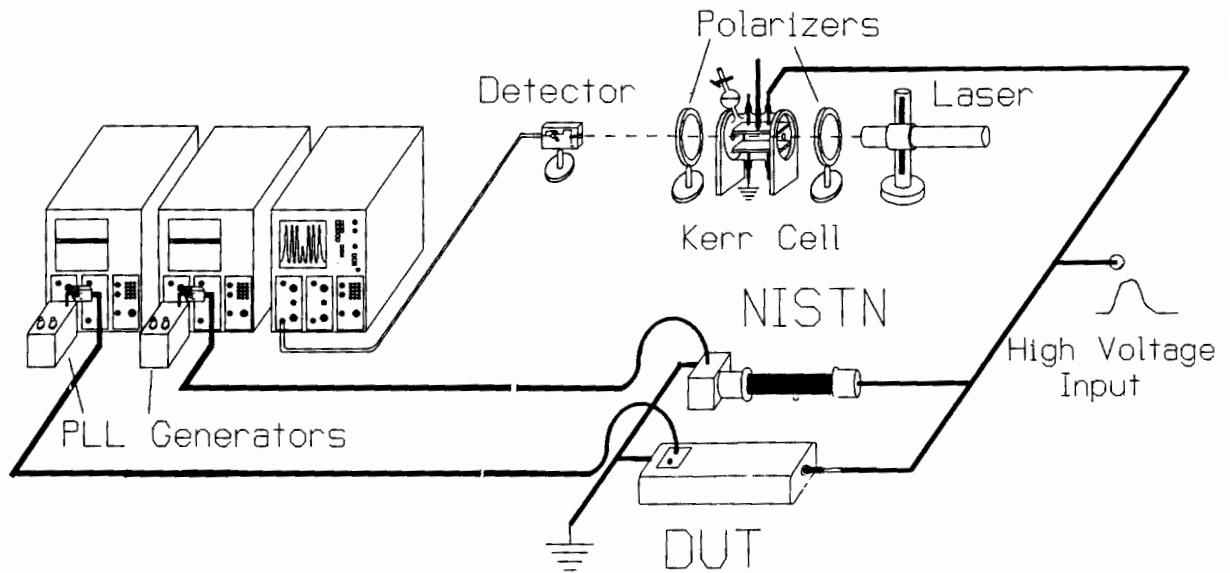 Polarizers
Detector
Laser
Kerr Cell
NISTN
High Voltage
Input
PLL Generators
DUT